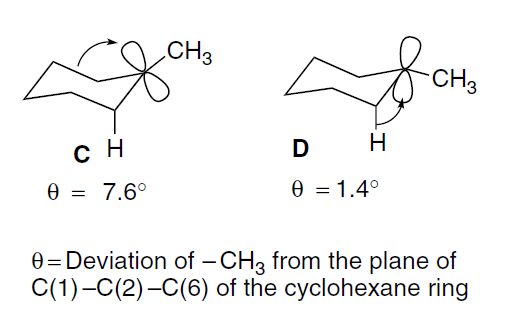 CH3
CH3
H
H
C
D
θ = 7.6°
θ = 1.4°
θ=Deviation of –CH3 from the plane of
C(1)–C(2)–C(6) of the cyclohexane ring